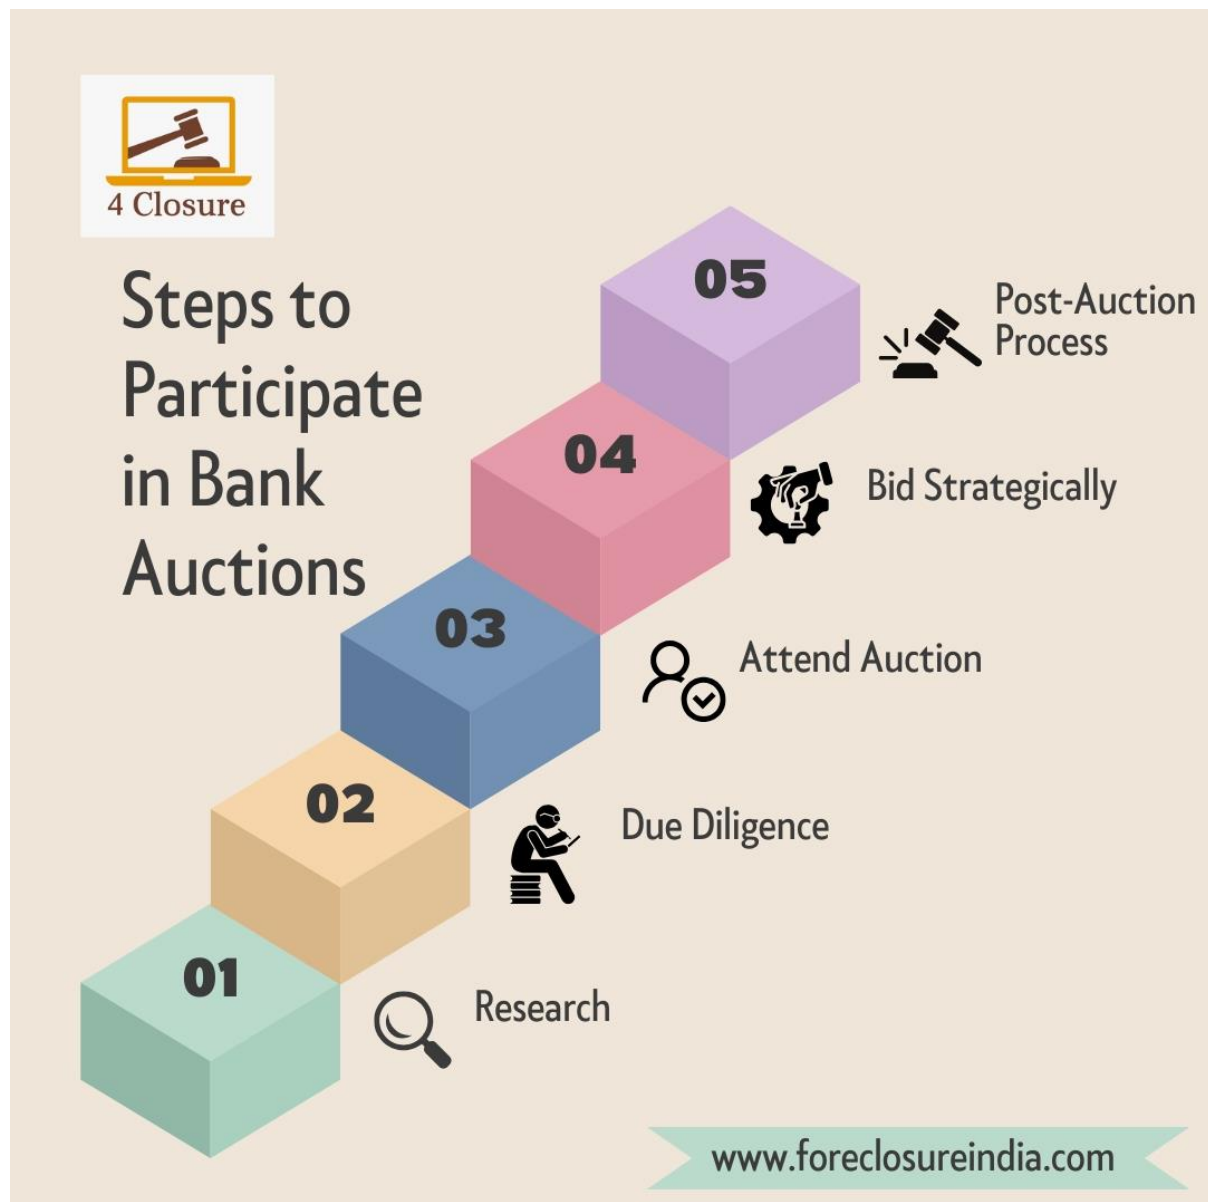 4 Closure
Steps to
Participate
in Bank
Auctions
05
Post-Auction
Process
04
Bid Strategically
03
Attend Auction
02
Due Diligence
01
Research
www.foreclosureindia.com